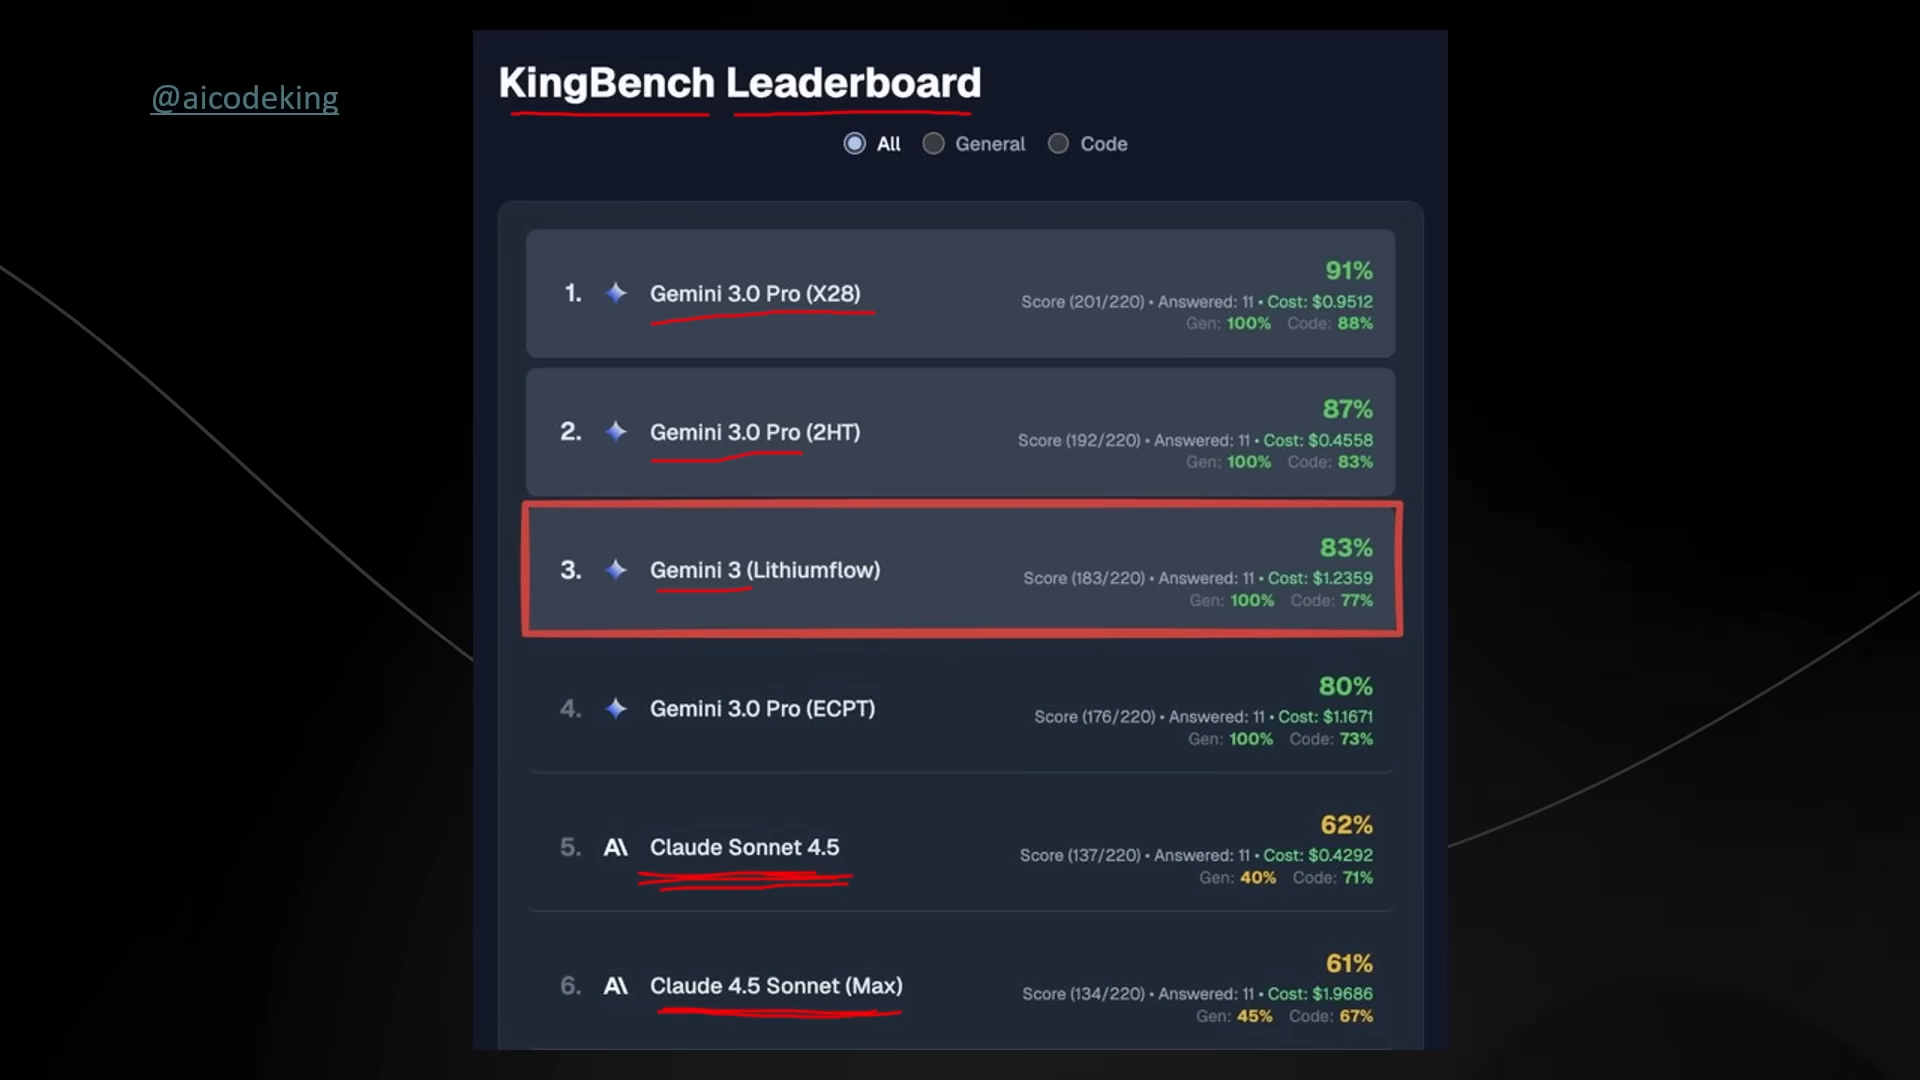 @aicodeking
KingBench Leaderboard
All General Code
1. Gemini 3.0 Pro (X28)
91%
Score (201/220) • Answered: 11 • Cost: $0.9512
Gen: 100% Code: 88%
2. Gemini 3.0 Pro (2HT)
87%
Score (192/220) • Answered: 11 • Cost: $0.4558
Gen: 100% Code: 83%
3. Gemini 3 (Lithiumflow)
83%
Score (183/220) • Answered: 11 • Cost: $1.2359
Gen: 100% Code: 77%
4. Gemini 3.0 Pro (ECPT)
80%
Score (176/220) • Answered: 11 • Cost: $1.1671
Gen: 100% Code: 73%
5. Claude Sonnet 4.5
62%
Score (137/220) • Answered: 11 • Cost: $0.4292
Gen: 40% Code: 71%
6. Claude 4.5 Sonnet (Max)
61%
Score (134/220) • Answered: 11 • Cost: $1.9686
Gen: 45% Code: 67%